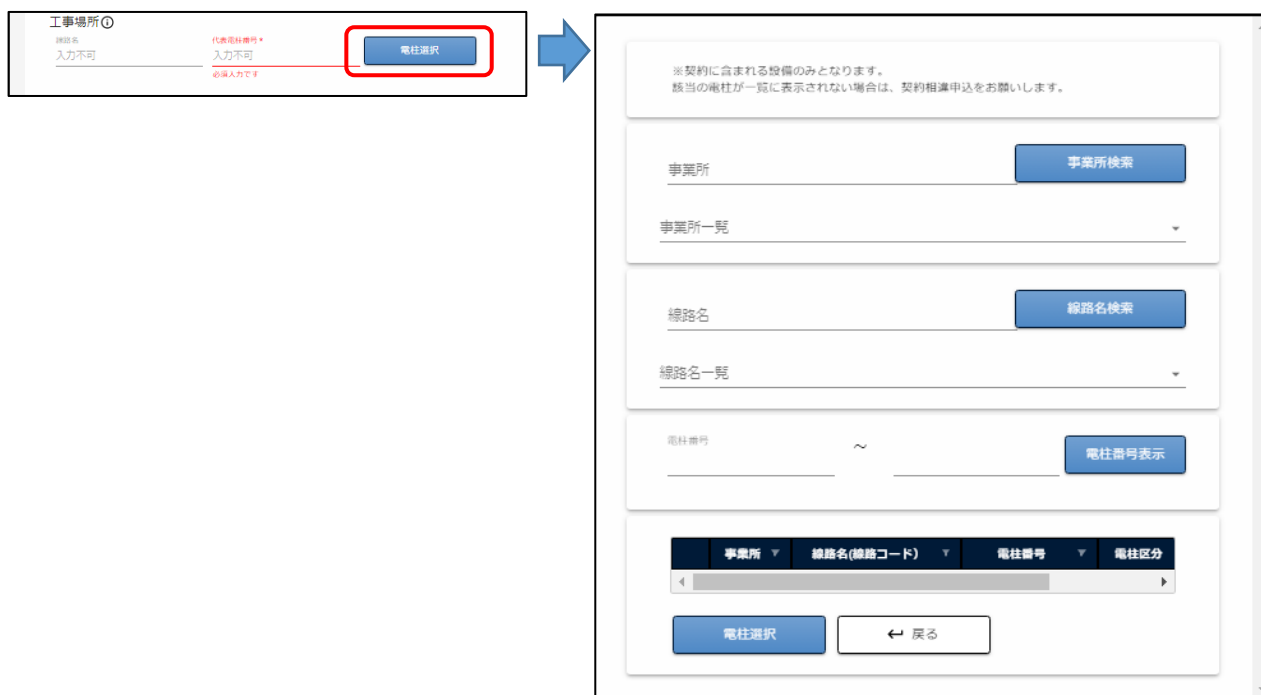 工事場所ⓘ
線路名
代表電柱番号*
入力不可
入力不可
電柱選択
必須入力です
※契約に含まれる設備のみとなります。
該当の電柱が一覧に表示されない場合は、契約相違申込をお願いします。
事業所
事業所検索
事業所一覧
線路名
線路名検索
線路名一覧
電柱番号
~
電柱番号表示
事業所 線路名(線路コード) 電柱番号 電柱区分
電柱選択
戻る